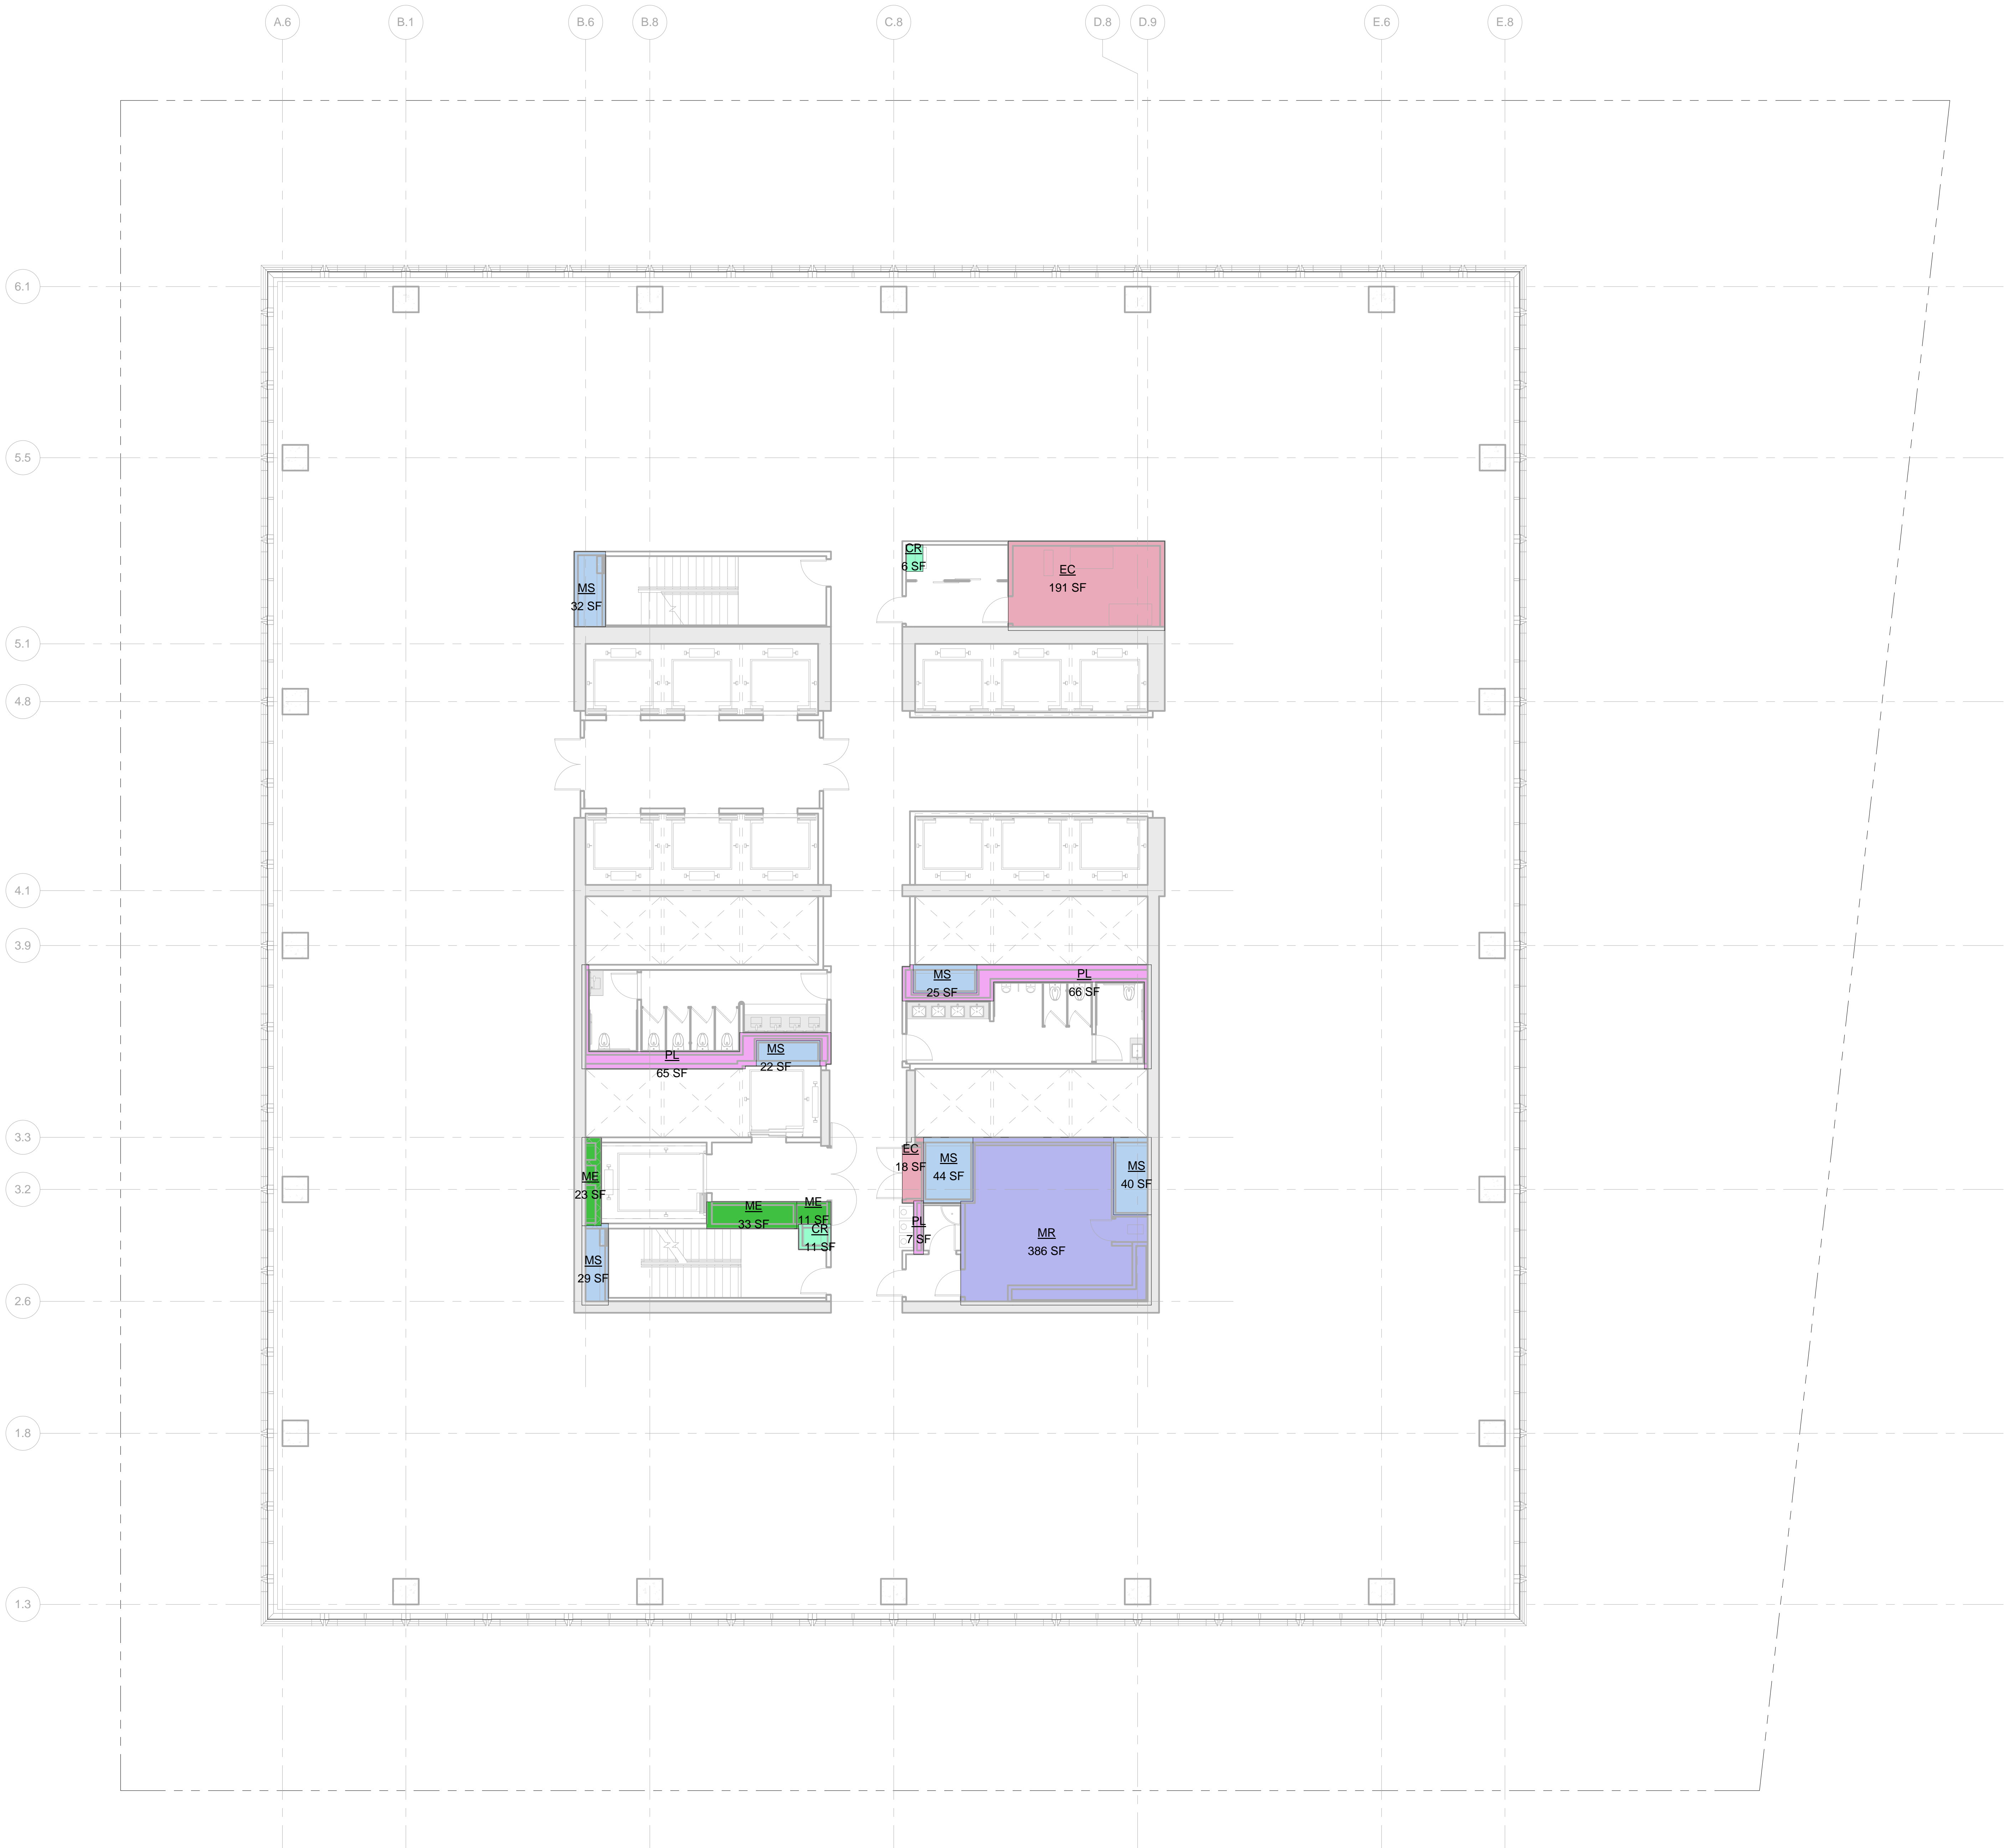 A.6
B.1
B.6
B.8
C.8
D.8
D.9
E.6
E.8
6.1
5.5
CR
6 SF
EC
191 SF
MS
32 SF
5.1
4.8
4.1
3.9
MS
25 SF
PL
66 SF
MS
22 SF
PL
65 SF
3.3
EC
18 SF
MS
44 SF
MS
40 SF
ME
23 SF
3.2
ME
33 SF
ME
11 SF
CR
11 SF
PL
7 SF
MR
386 SF
MS
29 SF
2.6
1.8
1.3